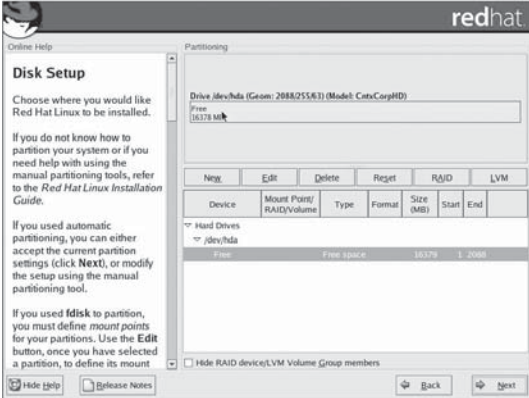 redhat.
Online Help
Disk Setup
Choose where you would like
Red Hat Linux to be installed.
If you do not know how to
partition your system or if you
need help with using the
manual partitioning tools, refer
to the Red Hat Linux Installation
Guide.
If you used automatic
partitioning, you can either
accept the current partition
settings (click Next), or modify
the setup using the manual
partitioning tool.
If you used fdisk to partition,
you must define mount points
for your partitions. Use the Edit
button, once you have selected
a partition, to define its mount
Partitioning
Drive /dev/hda (Geom: 2088/255/63) (Model: CntxCorpHD)
Free
16378 MB
New Edit Delete Reset RAID LVM
Device Mount Point/ RAID/Volume Type Format Size (MB) Start End
Hard Drives
/dev/hda
Free Free space 16379 1 2088
Hide RAID device/LVM Volume Group members
Hide Help Release Notes Back Next